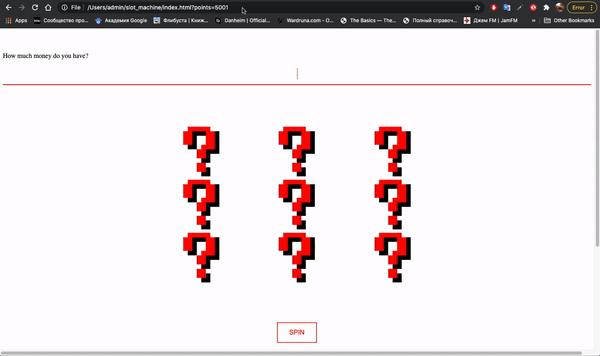 File /Users/admin/slot_machine/index.html?points=5001 Error
Apps Сообщество про… Академия Google Флибуста | Книж… Danheim | Official… Wardruna.com - O… The Basics — The… Полный справоч… Джем FM | JamFM » Other Bookmarks
How much money do you have?
? ? ?
? ? ?
? ? ?
SPIN